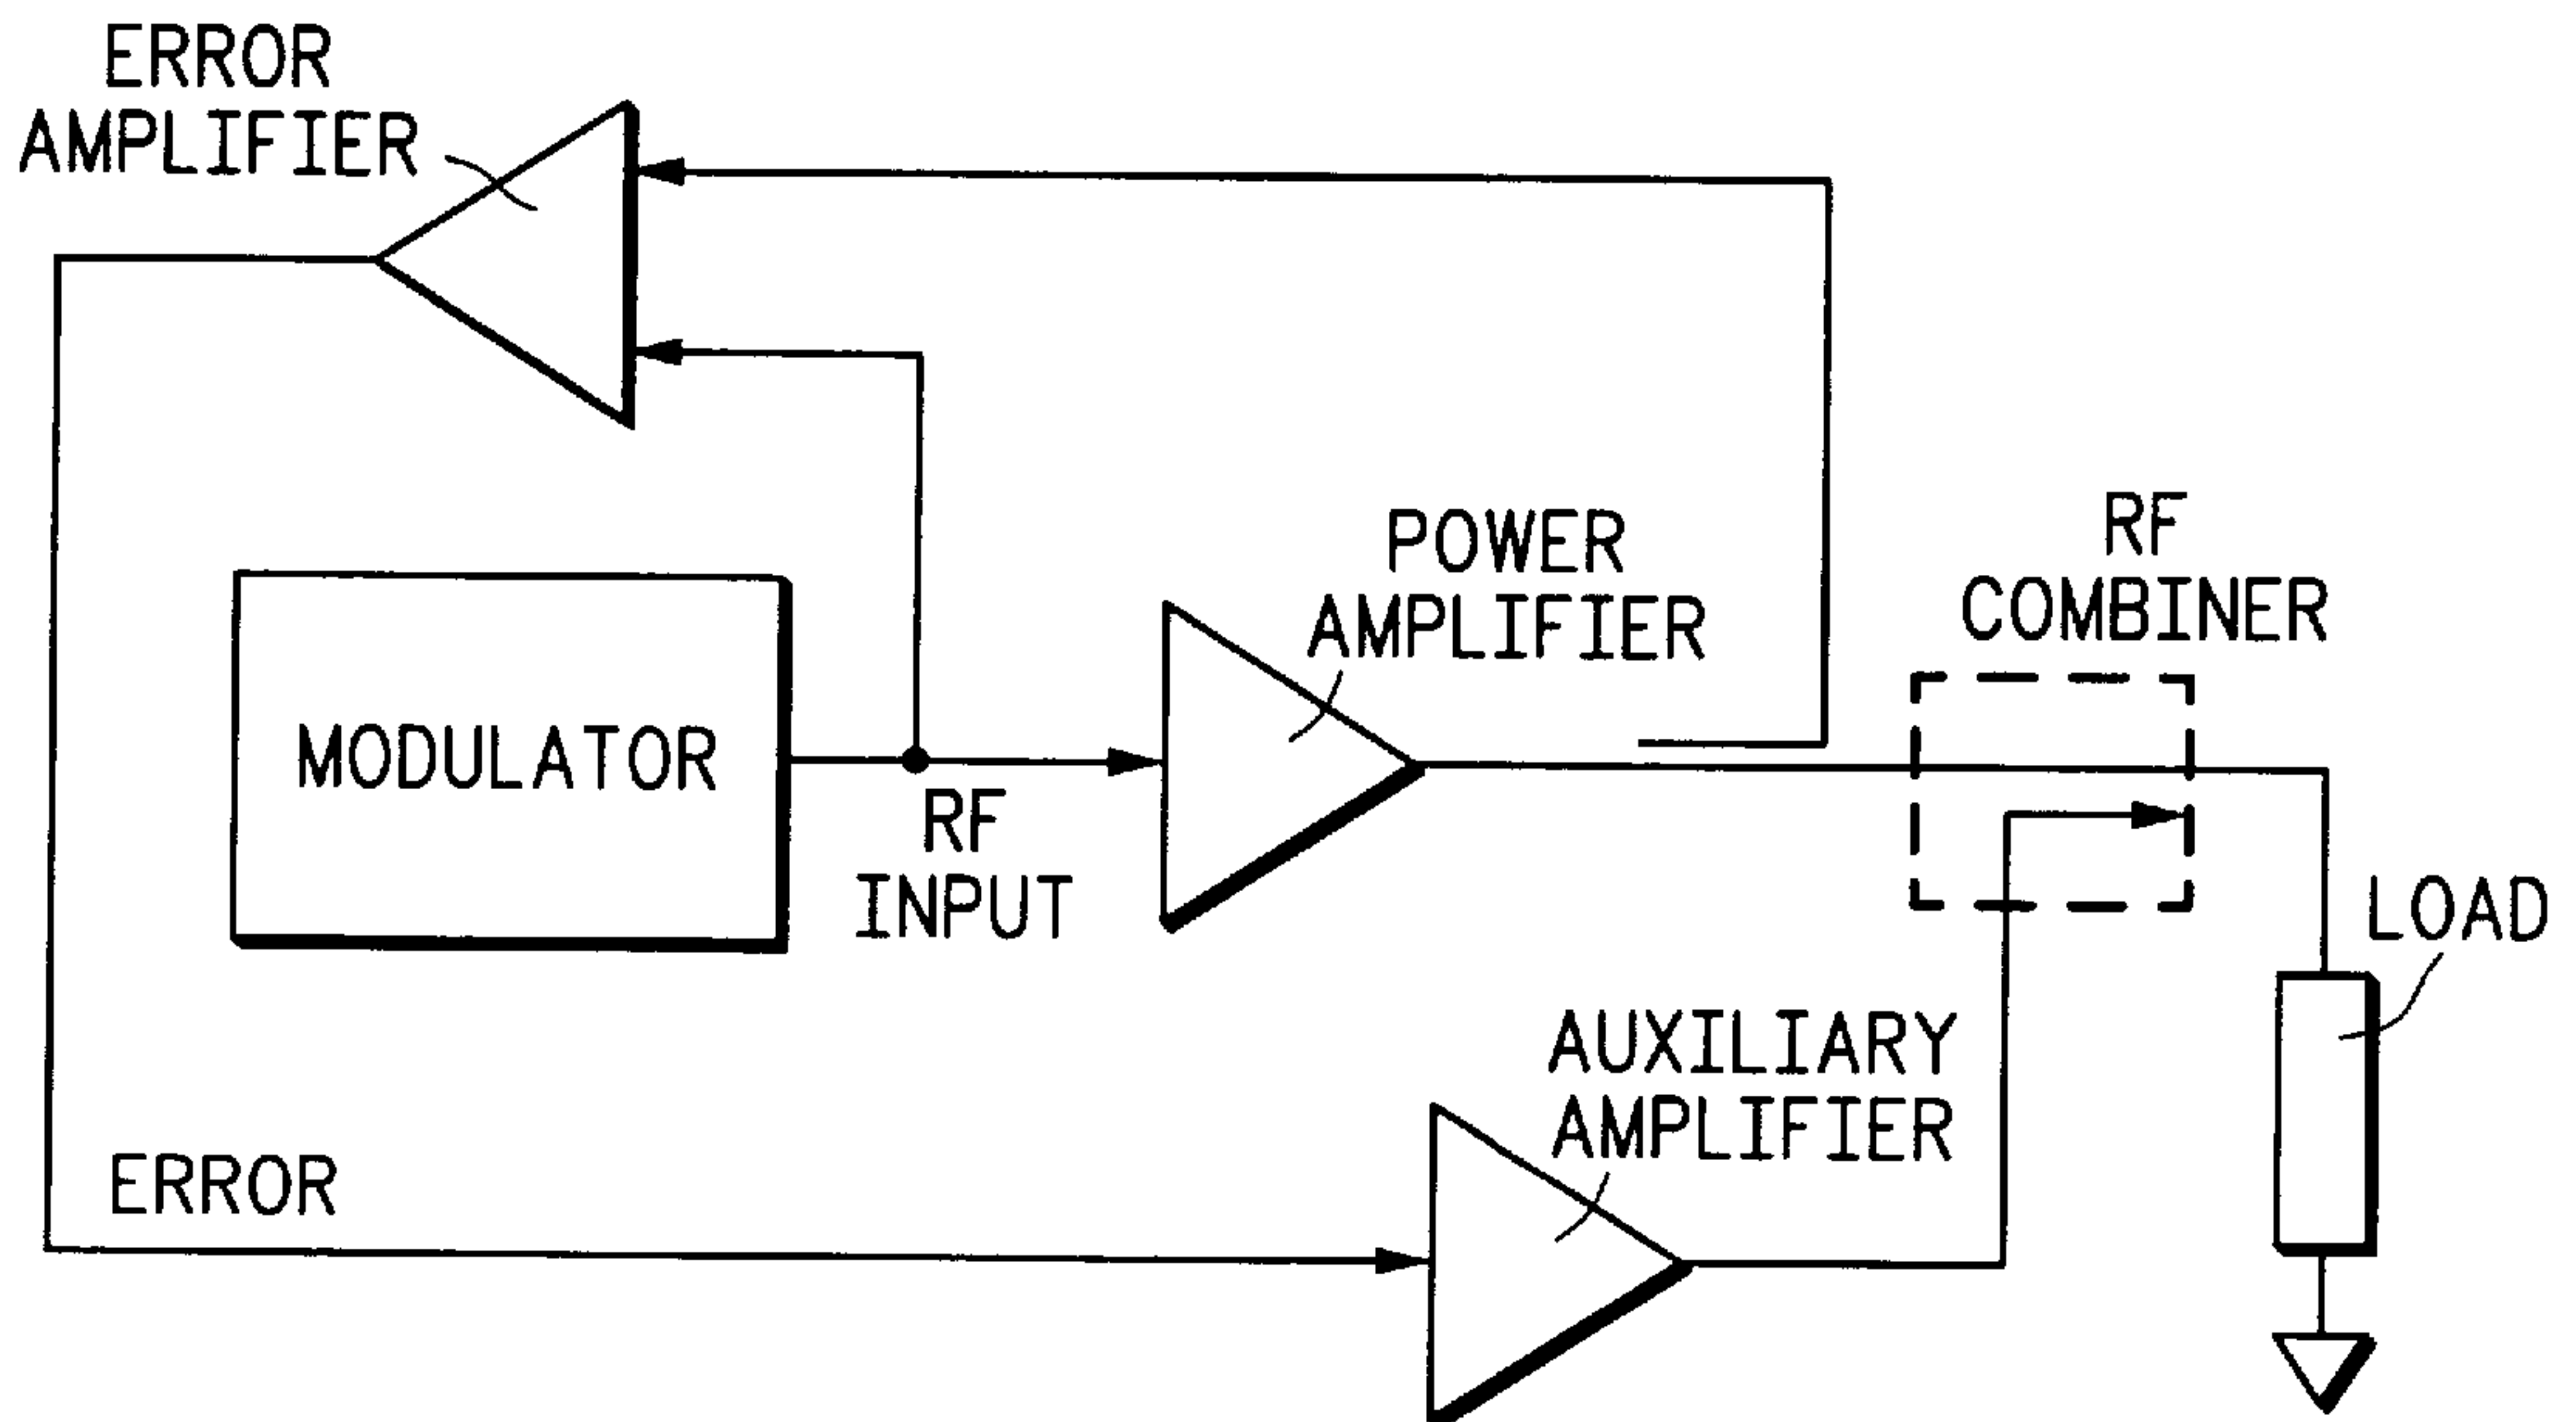 ERROR
AMPLIFIER
POWER
AMPLIFIER
RF
COMBINER
MODULATOR
RF
INPUT
LOAD
AUXILIARY
AMPLIFIER
ERROR